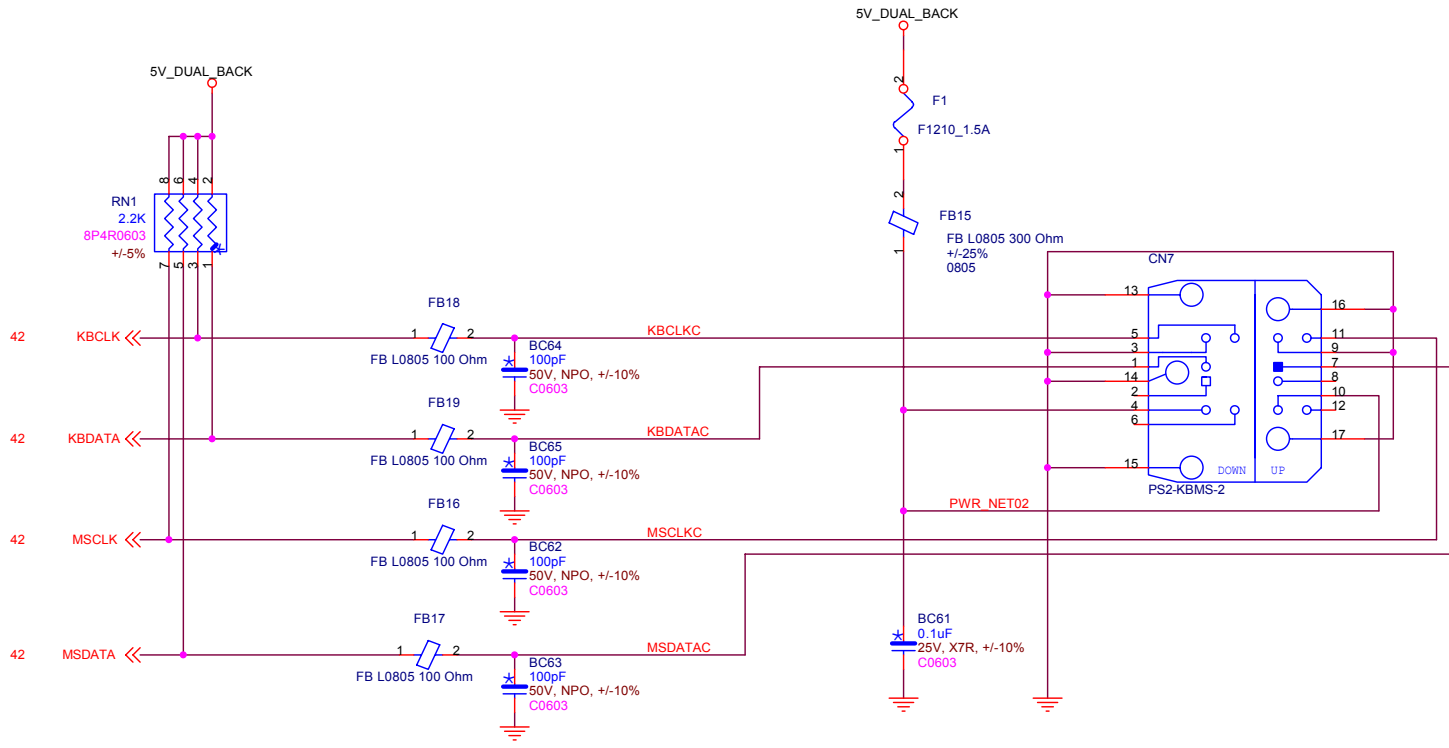 5V_DUAL_BACK
2
F1
F1210_1.5A
1
2
FB15
FB L0805 300 Ohm
+/-25%
0805
1
5V_DUAL_BACK
8
6
4
2
RN1
2.2K
8P4R0603
+/-5%
7
5
3
1
42 KBCLK
1 FB18 2
FB L0805 100 Ohm
KBCLKC
BC64
100pF
50V, NPO, +/-10%
C0603
42 KBDATA
1 FB19 2
FB L0805 100 Ohm
KBDATAC
BC65
100pF
50V, NPO, +/-10%
C0603
42 MSCLK
1 FB16 2
FB L0805 100 Ohm
MSCLKC
BC62
100pF
50V, NPO, +/-10%
C0603
42 MSDATA
1 FB17 2
FB L0805 100 Ohm
MSDATAC
BC63
100pF
50V, NPO, +/-10%
C0603
PWR_NET02
BC61
0.1uF
25V, X7R, +/-10%
C0603
CN7
13
5
3
1
14
2
4
6
15
16
11
9
7
8
10
12
17
DOWN UP
PS2-KBMS-2